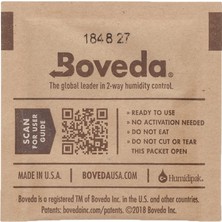 1848 27
Boveda®
The global leader in 2-way humidity control.
SCAN
FOR USER
GUIDE
• READY TO USE
• NO ACTIVATION NEEDED
• DO NOT EAT
• DO NOT CUT OR TEAR
THIS PACKET OPEN
MADE IN U.S.A. | BOVEDAUSA.COM | Humidipak®
Boveda is a registered TM of Boveda Inc. in the U.S. and other countries.
Patents: bovedainc.com/patents. ©2018 Boveda Inc.